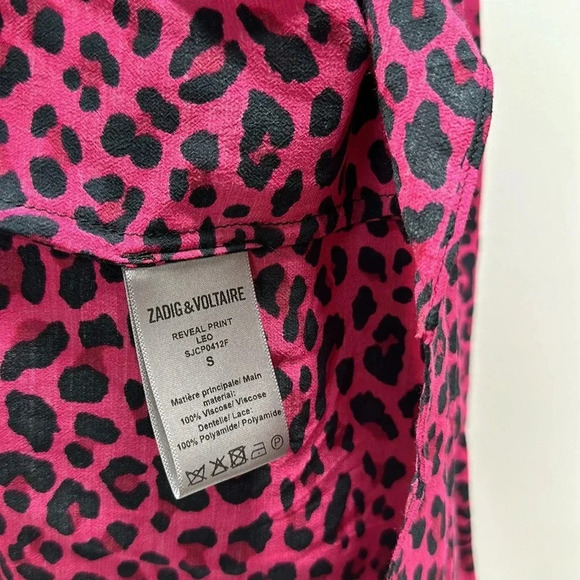 ZADIG&VOLTAIRE
REVEAL PRINT
LEO
SJCP0412F
S
Matière principale/ Main
material:
100% Viscose/ Viscose
Dentelle/ Lace:
100% Polyamide/ Polyamide
P